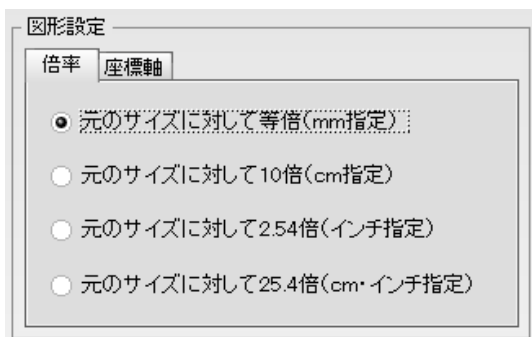 図形設定
倍率 座標軸
元のサイズに対して等倍(mm指定)
元のサイズに対して10倍(cm指定)
元のサイズに対して2.54倍(インチ指定)
元のサイズに対して25.4倍(cm・インチ指定)